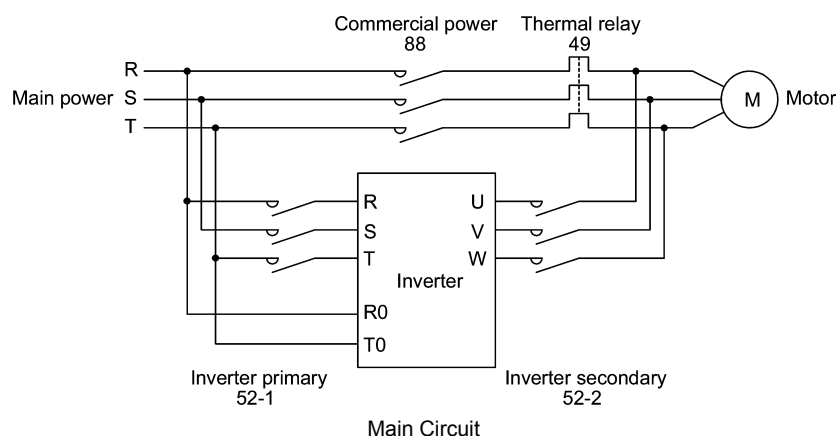 Commercial power
88
Thermal relay
49
R
Main power S
T
M Motor
R
S
T
U
V
W
Inverter
R0
T0
Inverter primary
52-1
Inverter secondary
52-2
Main Circuit